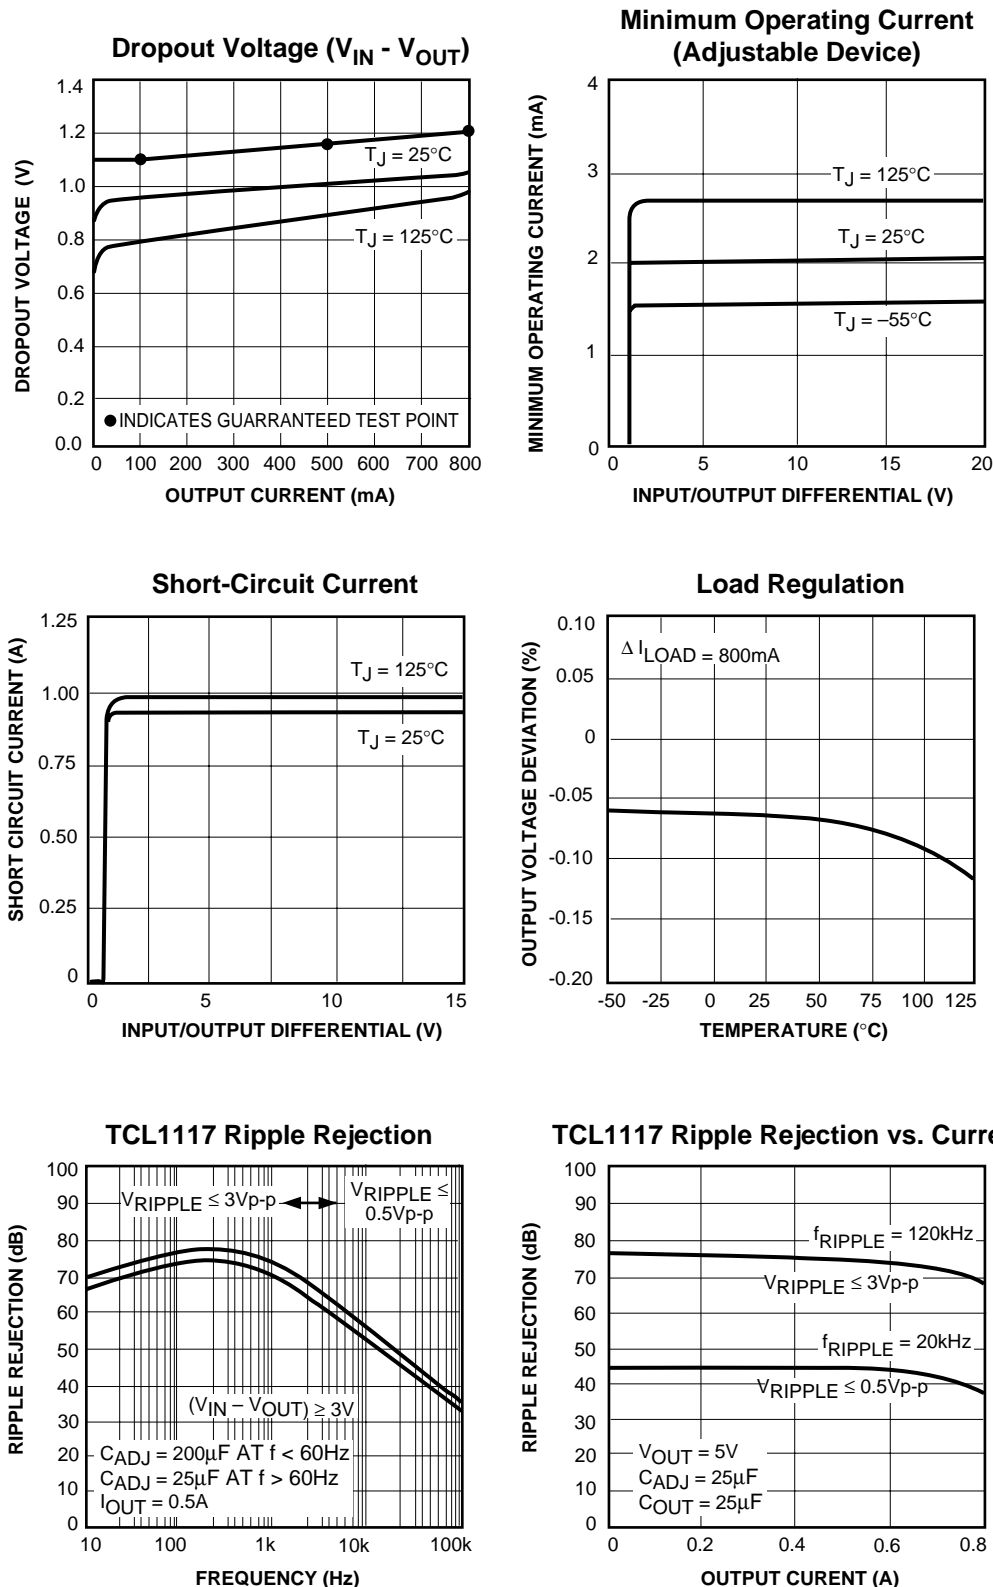 Dropout Voltage (VIN - VOUT)
1.4
1.2
1.0
0.8
0.6
0.4
0.2
0.0
DROPOUT VOLTAGE (V)
TJ = 25°C
TJ = 125°C
●INDICATES GUARRANTEED TEST POINT
0 100 200 300 400 500 600 700 800
OUTPUT CURRENT (mA)
Minimum Operating Current
(Adjustable Device)
4
3
2
1
0
MINIMUM OPERATING CURRENT (mA)
TJ = 125°C
TJ = 25°C
TJ = –55°C
0 5 10 15 20
INPUT/OUTPUT DIFFERENTIAL (V)
Short-Circuit Current
1.25
1.00
0.75
0.50
0.25
0
SHORT CIRCUIT CURRENT (A)
TJ = 125°C
TJ = 25°C
0 5 10 15
INPUT/OUTPUT DIFFERENTIAL (V)
Load Regulation
0.10
0.05
0
-0.05
-0.10
-0.15
-0.20
OUTPUT VOLTAGE DEVIATION (%)
Δ ILOAD = 800mA
-50 -25 0 25 50 75 100 125
TEMPERATURE (°C)
TCL1117 Ripple Rejection
100
90
80
70
60
50
40
30
20
10
0
RIPPLE REJECTION (dB)
VRIPPLE ≤ 3Vp-p
VRIPPLE ≤
0.5Vp-p
(VIN – VOUT) ≥ 3V
CADJ = 200μF AT f < 60Hz
CADJ = 25μF AT f > 60Hz
IOUT = 0.5A
10 100 1k 10k 100k
FREQUENCY (Hz)
TCL1117 Ripple Rejection vs. Curre
100
90
80
70
60
50
40
30
20
10
0
RIPPLE REJECTION (dB)
fRIPPLE = 120kHz
VRIPPLE ≤ 3Vp-p
fRIPPLE = 20kHz
VRIPPLE ≤ 0.5Vp-p
VOUT = 5V
CADJ = 25μF
COUT = 25μF
0 0.2 0.4 0.6 0.8
OUTPUT CURENT (A)